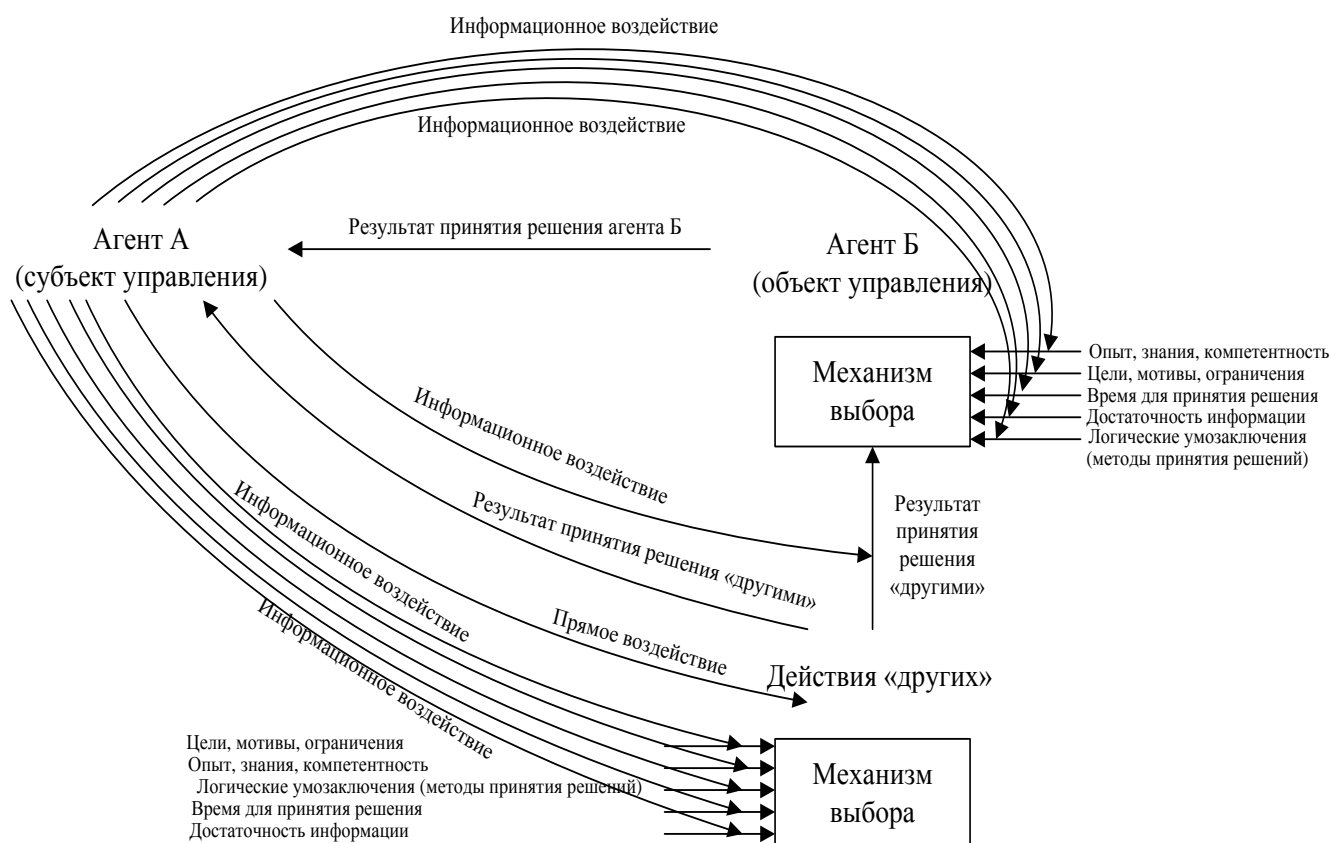 Информационное воздействие
Информационное воздействие
Результат принятия решения агента Б
Агент А
(субъект управления)
Агент Б
(объект управления)
Механизм
выбора
Опыт, знания, компетентность
Цели, мотивы, ограничения
Время для принятия решения
Достаточность информации
Логические умозаключения
(методы принятия решений)
Информационное воздействие
Результат принятия решения «другими»
Результат
принятия
решения
«другими»
Информационное воздействие
Прямое воздействие
Информационное воздействие
Действия «других»
Цели, мотивы, ограничения
Опыт, знания, компетентность
Логические умозаключения (методы принятия решений)
Время для принятия решения
Достаточность информации
Механизм
выбора